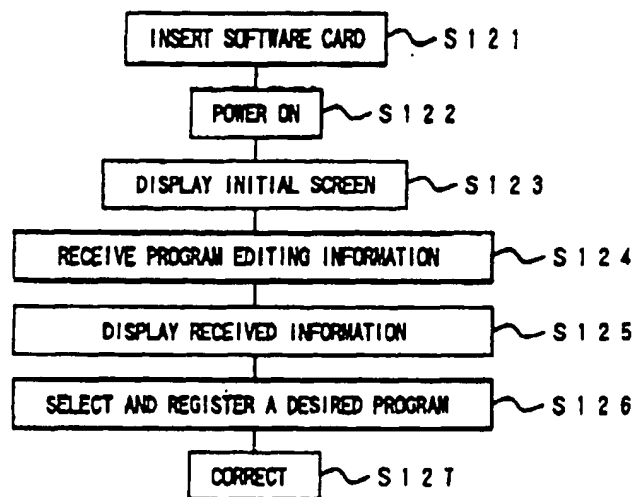 INSERT SOFTWARE CARD S121
POWER ON S122
DISPLAY INITIAL SCREEN S123
RECEIVE PROGRAM EDITING INFORMATION S124
DISPLAY RECEIVED INFORMATION S125
SELECT AND REGISTER A DESIRED PROGRAM S126
CORRECT S127